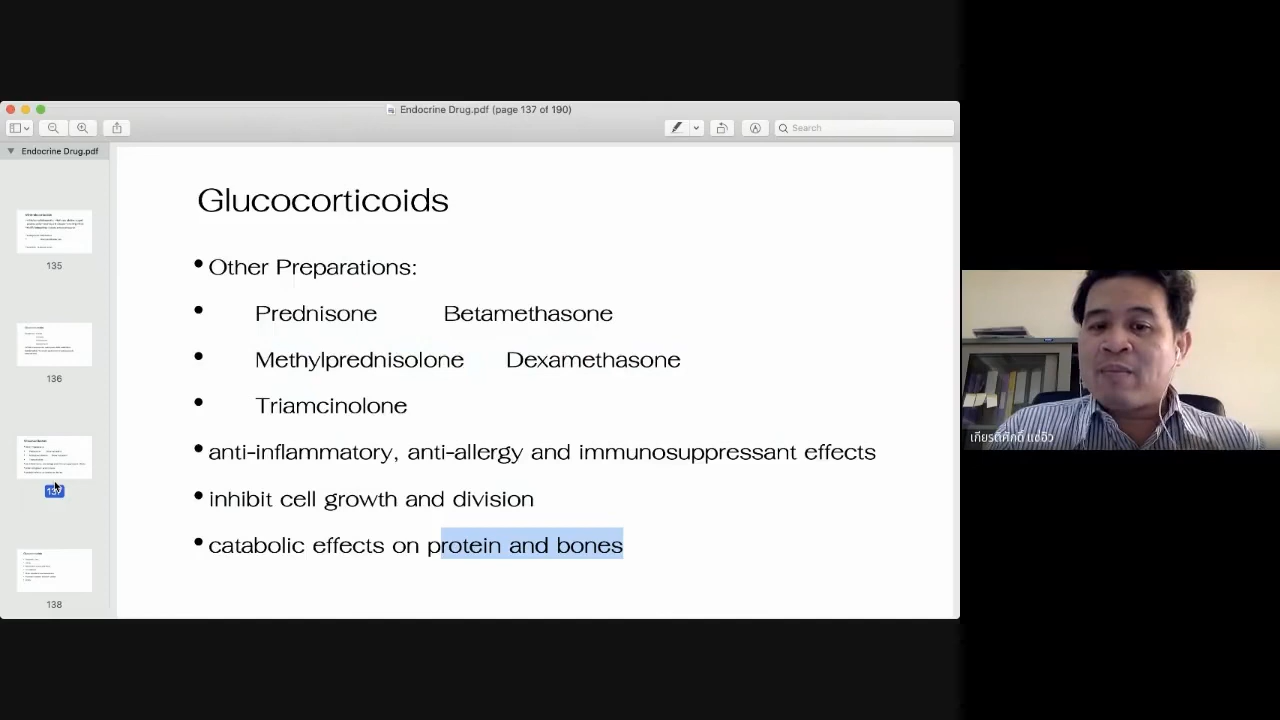 Endocrine Drug.pdf (page 137 of 190)
Search
Endocrine Drug.pdf
135
136
137
138
Glucocorticoids
•Other Preparations:
• Prednisone Betamethasone
• Methylprednisolone Dexamethasone
• Triamcinolone
•anti-inflammatory, anti-allergy and immunosuppressant effects
•inhibit cell growth and division
•catabolic effects on protein and bones
เกียรติศักดิ์ แซ่อิว